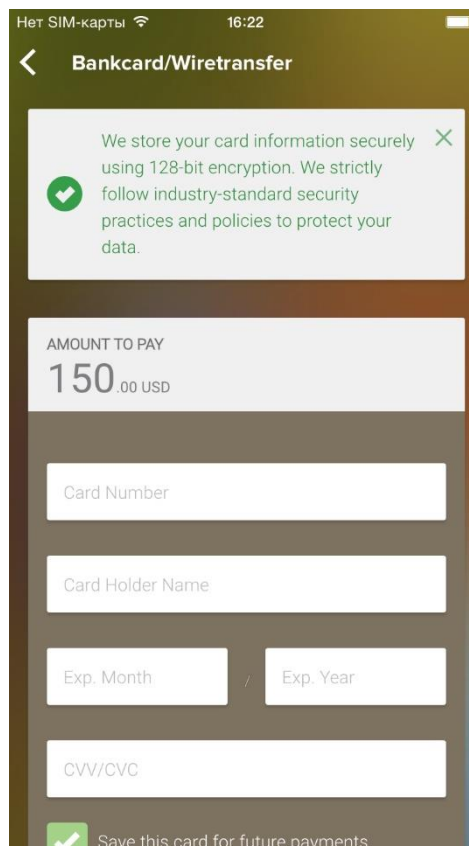 Нет SIM-карты 16:22
Bankcard/Wiretransfer
We store your card information securely
using 128-bit encryption. We strictly
follow industry-standard security
practices and policies to protect your
data.
AMOUNT TO PAY
150.00 USD
Card Number
Card Holder Name
Exp. Month / Exp. Year
CVV/CVC
Save this card for future payments